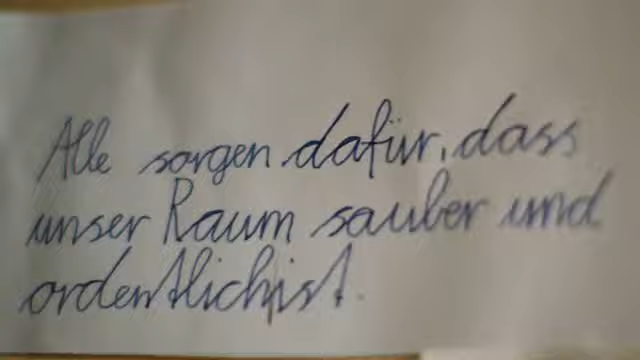 Alle sorgen dafür, dass
unser Raum sauber und
ordentlich ist.